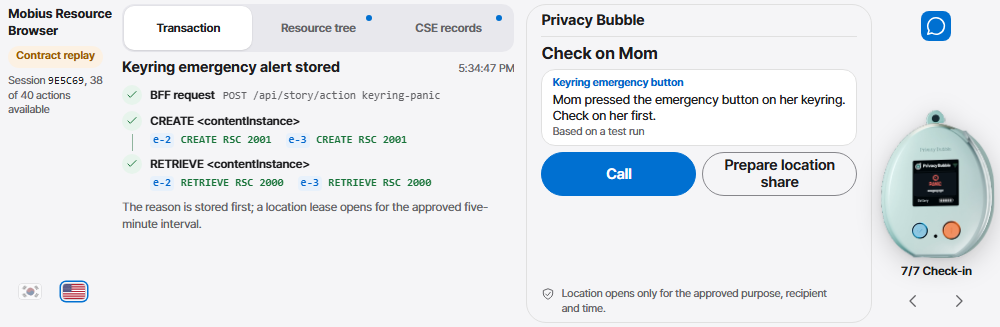 Mobius Resource
Browser
Contract replay
Session 9E5C69, 38
of 40 actions
available
Transaction
Resource tree
CSE records
Keyring emergency alert stored
5:34:47 PM
BFF request POST /api/story/action keyring-panic
CREATE <contentInstance>
e-2 CREATE RSC 2001 e-3 CREATE RSC 2001
RETRIEVE <contentInstance>
e-2 RETRIEVE RSC 2000 e-3 RETRIEVE RSC 2000
The reason is stored first; a location lease opens for the approved five-
minute interval.
Privacy Bubble
Check on Mom
Keyring emergency button
Mom pressed the emergency button on her keyring.
Check on her first.
Based on a test run
Call
Prepare location
share
Location opens only for the approved purpose, recipient
and time.
Privacy Bubble
Privacy Bubble
PANIC
7/7 Check-in